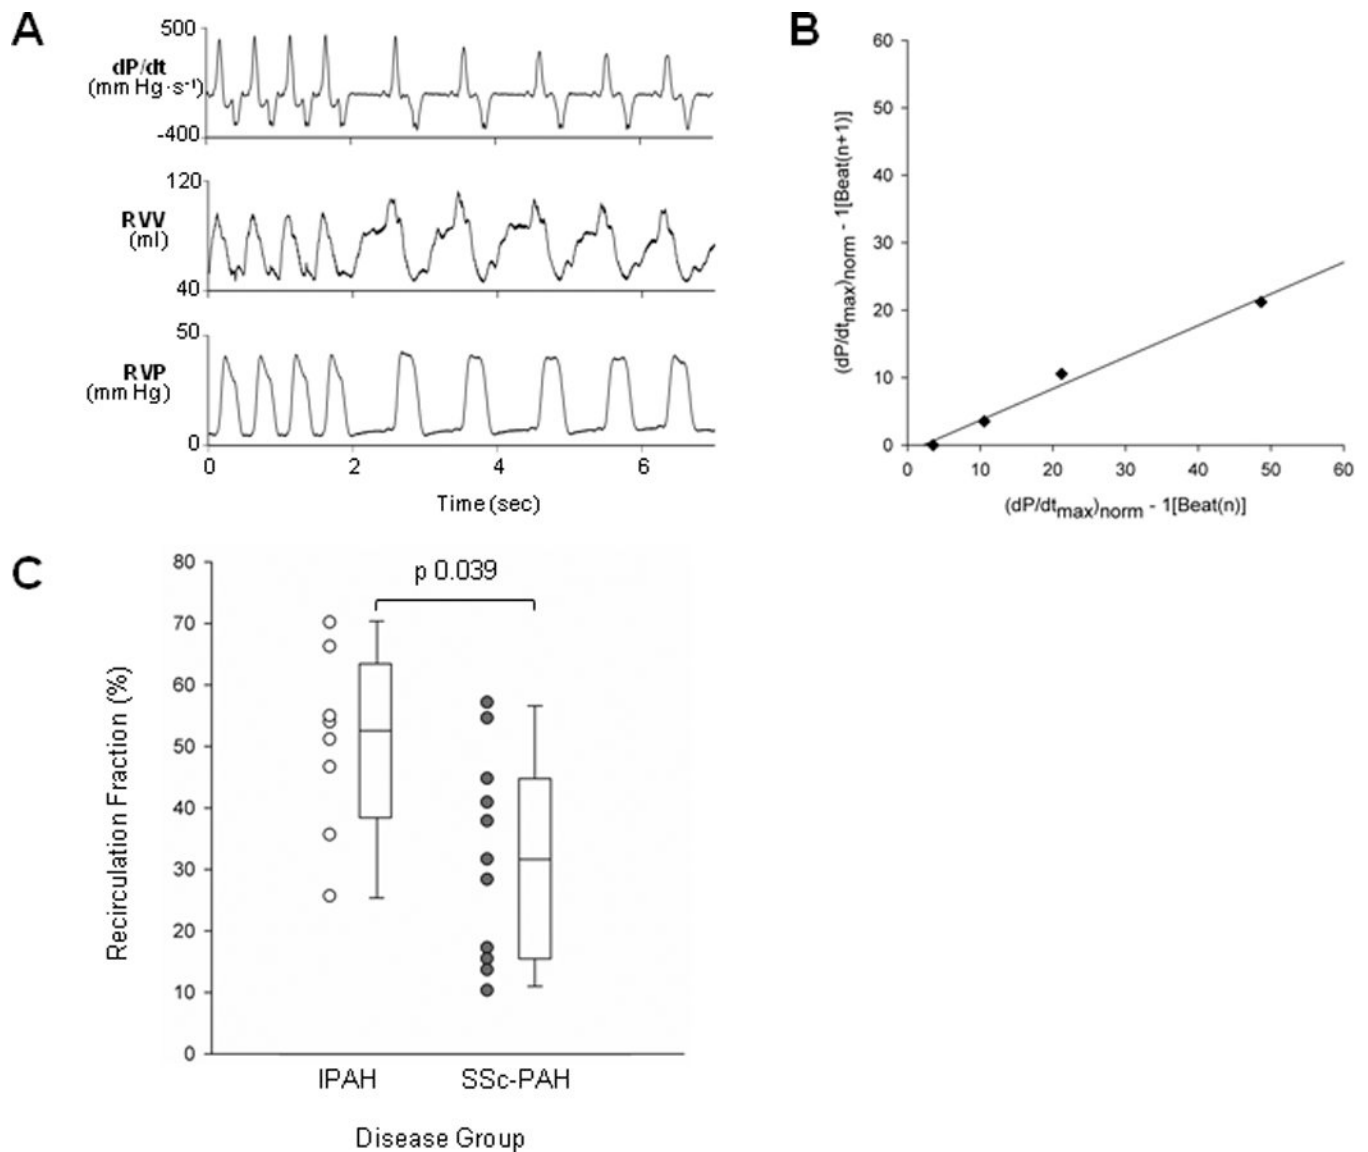 A
500
dP/dt
(mm Hg·s⁻¹)
-400
120
RVV
(ml)
40
50
RVP
(mm Hg)
0
0 2 4 6
Time (sec)
B
60
50
40
30
20
10
0
(dP/dtmax)norm - 1[Beat(n+1)]
0 10 20 30 40 50 60
(dP/dtmax)norm - 1[Beat(n)]
C
80
70
60
50
40
30
20
10
0
Recirculation Fraction (%)
p 0.039
IPAH SSc-PAH
Disease Group